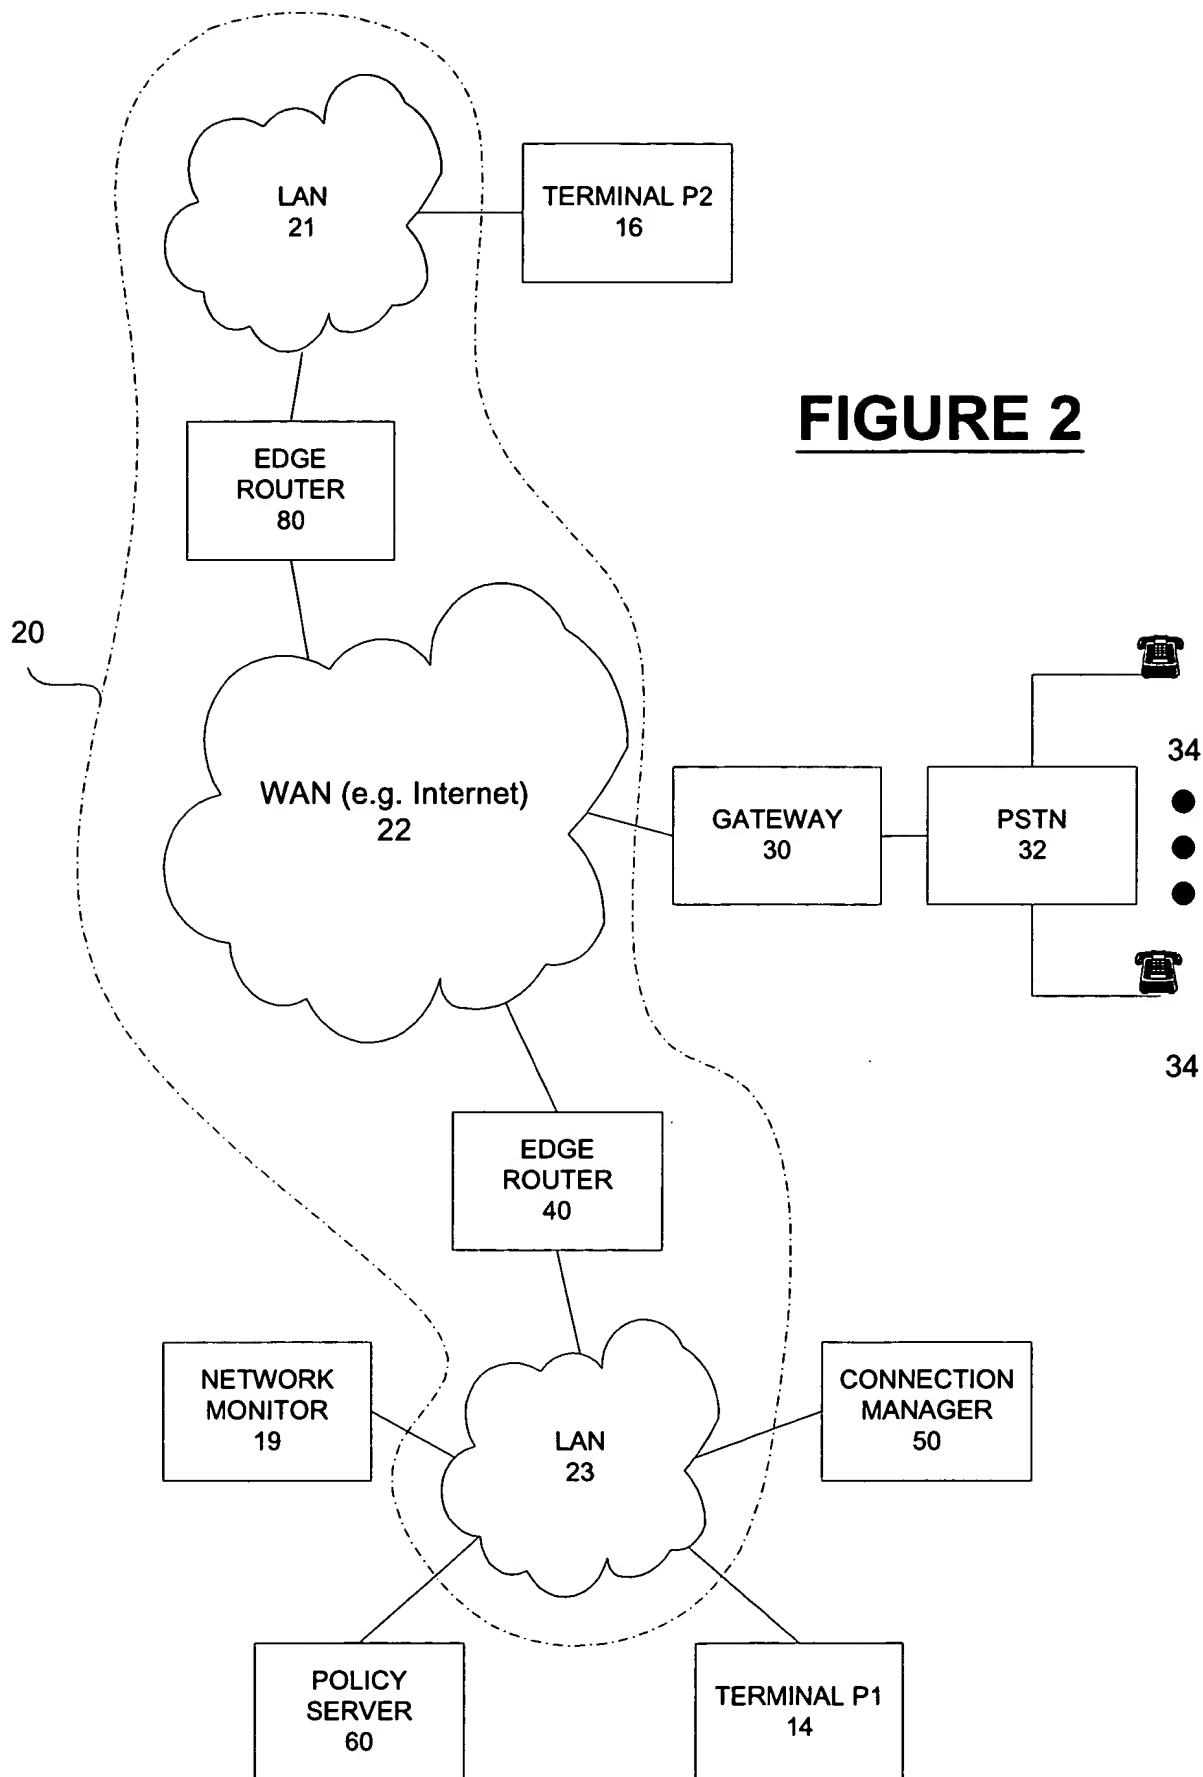 LAN
21
TERMINAL P2
16
FIGURE 2
EDGE
ROUTER
80
20
WAN (e.g. Internet)
22
34
GATEWAY
30
PSTN
32
34
EDGE
ROUTER
40
NETWORK
MONITOR
19
LAN
23
CONNECTION
MANAGER
50
POLICY
SERVER
60
TERMINAL P1
14